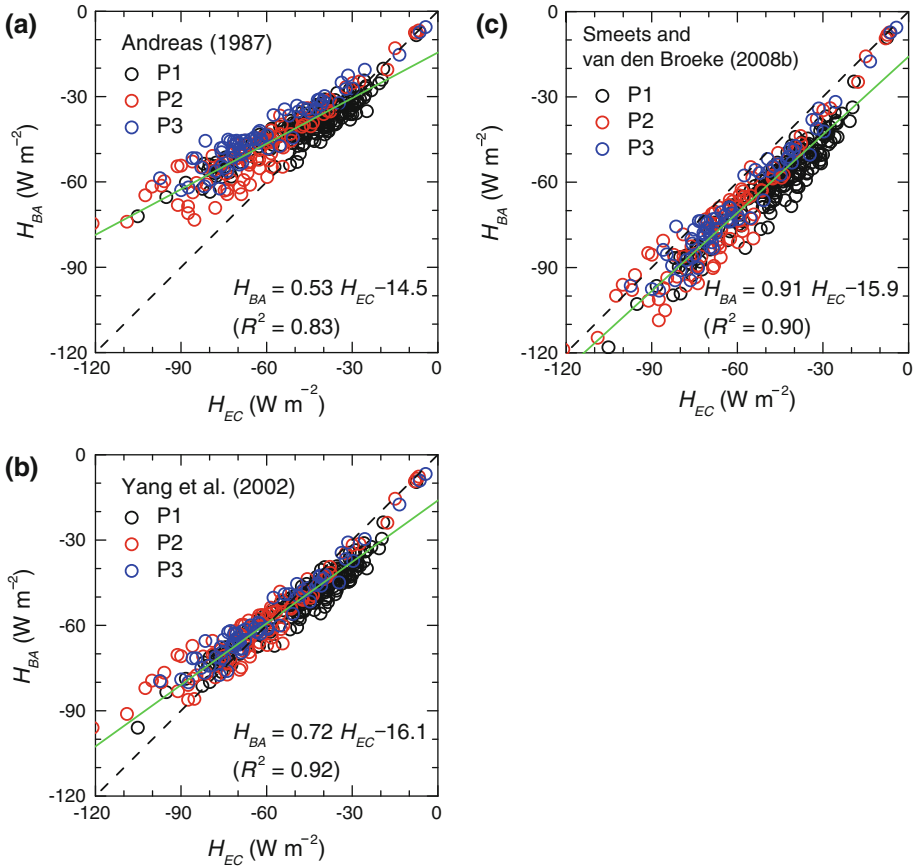 (a)
Andreas (1987)
P1
P2
P3
H_BA = 0.53 H_EC−14.5
(R² = 0.83)
0
-30
-60
-90
-120
-120
-90
-60
-30
0
H_BA (W m⁻²)
H_EC (W m⁻²)
(c)
Smeets and
van den Broeke (2008b)
P1
P2
P3
H_BA = 0.91 H_EC−15.9
(R² = 0.90)
0
-30
-60
-90
-120
-120
-90
-60
-30
0
H_BA (W m⁻²)
H_EC (W m⁻²)
(b)
Yang et al. (2002)
P1
P2
P3
H_BA = 0.72 H_EC−16.1
(R² = 0.92)
0
-30
-60
-90
-120
-120
-90
-60
-30
0
H_BA (W m⁻²)
H_EC (W m⁻²)